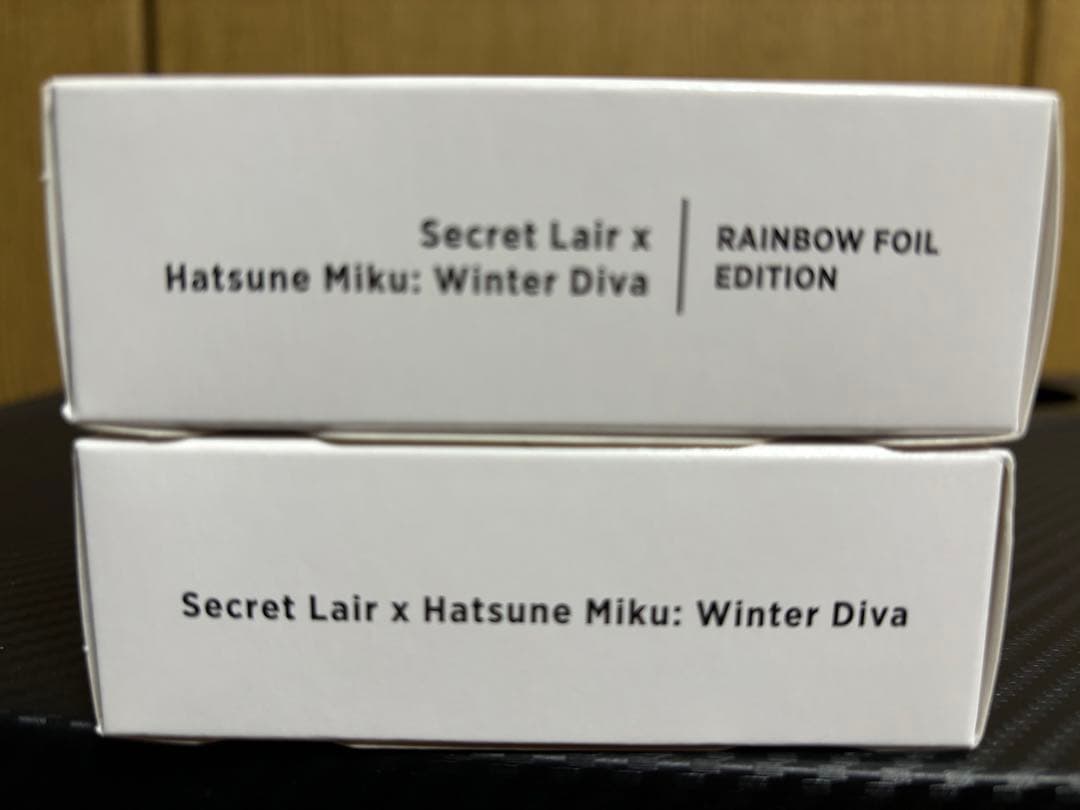 Secret Lair x
Hatsune Miku: Winter Diva
RAINBOW FOIL
EDITION
Secret Lair x Hatsune Miku: Winter Diva